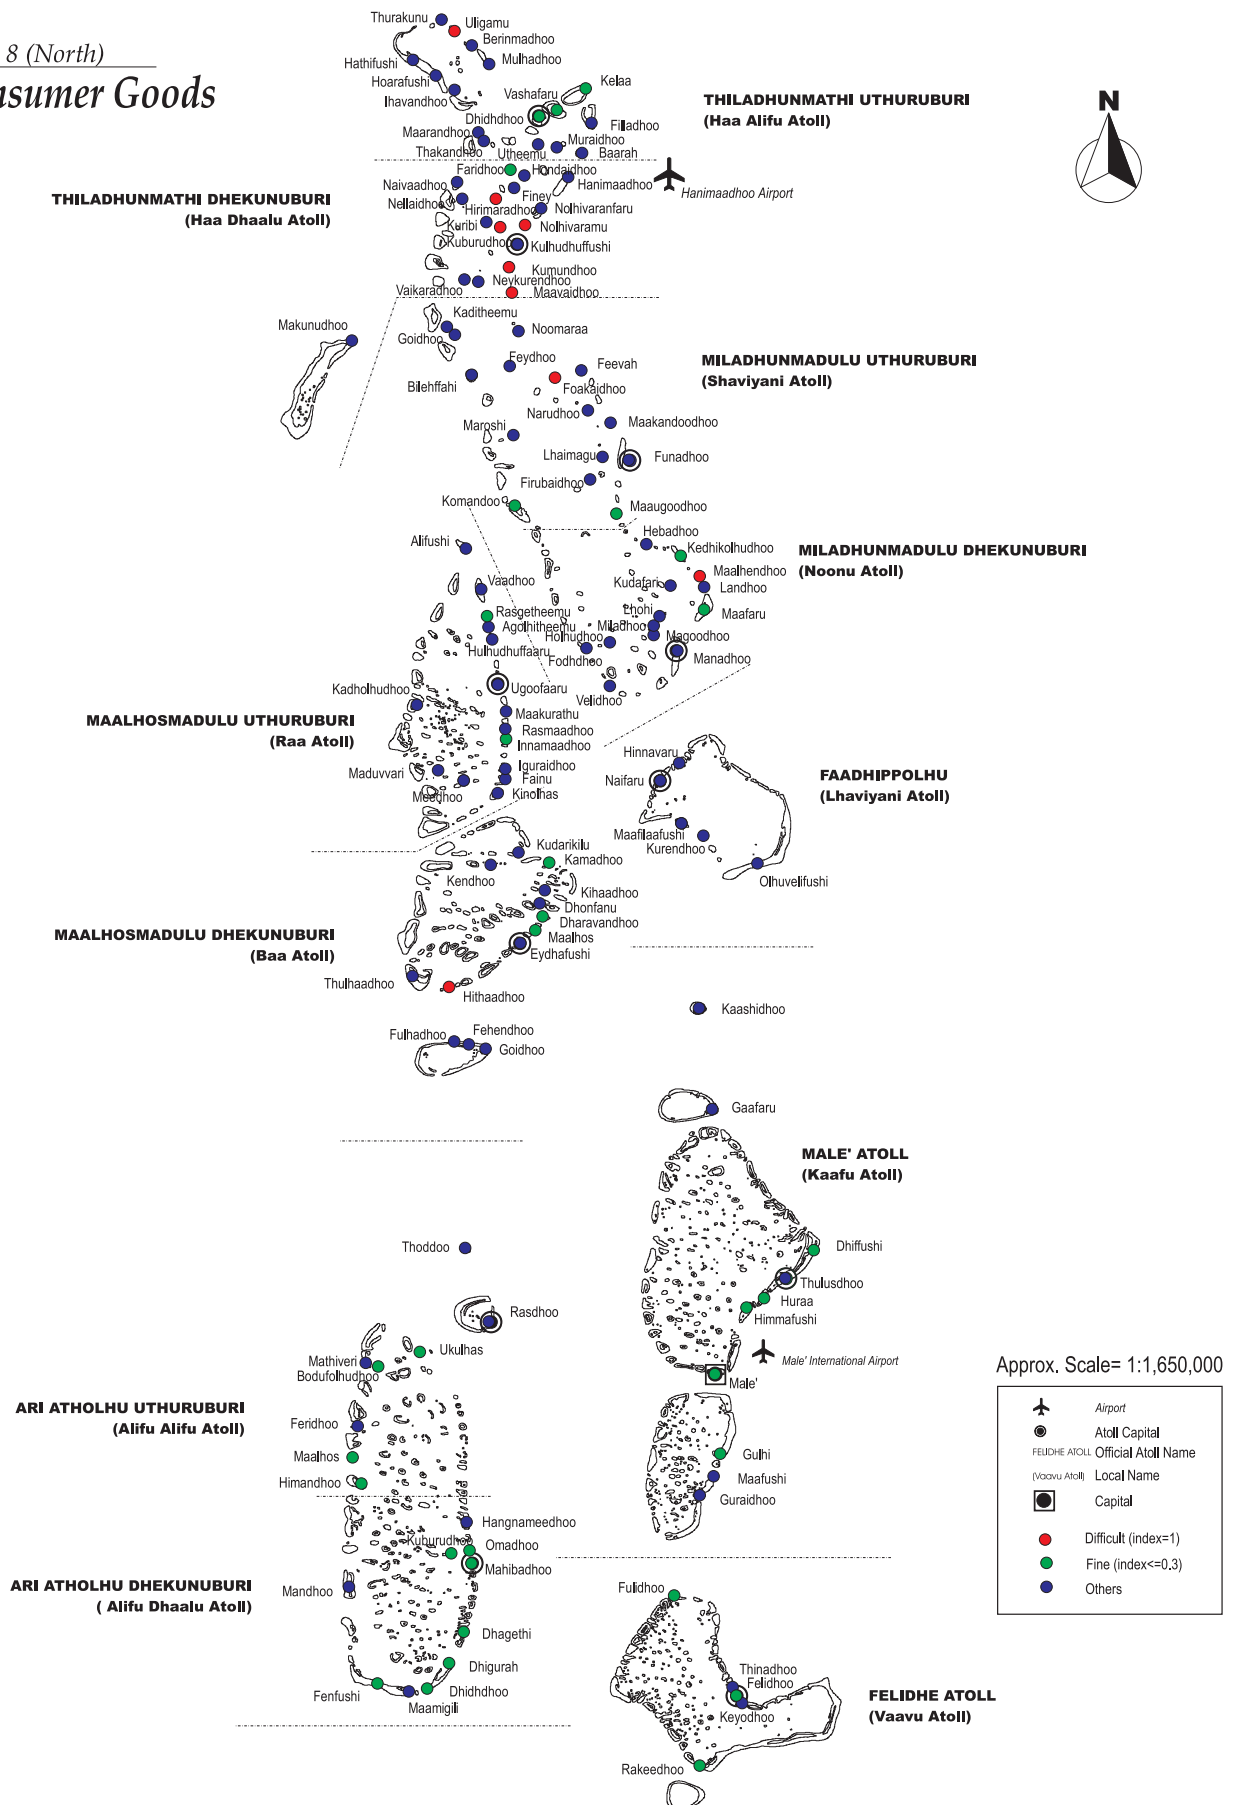 8 (North)
nsumer Goods
Thurakunu
Uligamu
Berinmadhoo
Hathifushi
Mulhadhoo
Hoarafushi
Ihavandhoo
Kelaa
Vashafaru
Dhidhdhoo
Filladhoo
Maarandhoo
Thakandhoo
Muraidhoo
Utheemu
Baarah
THILADHUNMATHI UTHURUBURI
(Haa Alifu Atoll)
N
Faridhoo
Hondaidhoo
Hanimaadhoo
Hanimaadhoo Airport
Naivaadhoo
Finey
Nellaidhoo
Hirimaradhoo
Nolhivaranfaru
THILADHUNMATHI DHEKUNUBURI
(Haa Dhaalu Atoll)
Kuribi
Nolhivaramu
Kuburudhoo
Kulhudhuffushi
Kumundhoo
Vaikaradhoo
Neykurendhoo
Maavaidhoo
Makunudhoo
Kaditheemu
Goidhoo
Noomaraa
Feydhoo
Feevah
Bilehffahi
Foakaidhoo
MILADHUNMADULU UTHURUBURI
(Shaviyani Atoll)
Narudhoo
Maakandoodhoo
Maroshi
Lhaimagu
Funadhoo
Firubaidhoo
Komandoo
Maaugoodhoo
Hebadhoo
Alifushi
Kedhikolhudhoo
MILADHUNMADULU DHEKUNUBURI
(Noonu Atoll)
Maalhendhoo
Kudafari
Landhoo
Vaadhoo
Rasgetheemu
Lhohi
Maafaru
Agolhitheemu
Miladhoo
Holhudhoo
Magoodhoo
Hulhudhuffaaru
Fodhdhoo
Manadhoo
Ugoofaaru
Velidhoo
Kadholhudhoo
MAALHOSMADULU UTHURUBURI
(Raa Atoll)
Maakurathu
Rasmaadhoo
Innamaadhoo
Hinnavaru
Maduvvari
Iguraidhoo
Fainu
Meedhoo
Kinolhas
Naifaru
FAADHIPPOLHU
(Lhaviyani Atoll)
Maafilaafushi
Kurendhoo
Olhuvelifushi
Kudarikilu
Kamadhoo
Kendhoo
Kihaadhoo
Dhonfanu
Dharavandhoo
Maalhos
Eydhafushi
MAALHOSMADULU DHEKUNUBURI
(Baa Atoll)
Thulhaadhoo
Hithaadhoo
Kaashidhoo
Fulhadhoo
Fehendhoo
Goidhoo
Gaafaru
MALE' ATOLL
(Kaafu Atoll)
Thoddoo
Dhiffushi
Thulusdhoo
Huraa
Himmafushi
Rasdhoo
Male' International Airport
Male'
Ukulhas
Mathiveri
Bodufolhudhoo
ARI ATHOLHU UTHURUBURI
(Alifu Alifu Atoll)
Feridhoo
Maalhos
Himandhoo
Gulhi
Maafushi
Guraidhoo
Approx. Scale= 1:1,650,000
Airport
Atoll Capital
FELIDHE ATOLL Official Atoll Name
(Vaavu Atoll) Local Name
Capital
Difficult (index=1)
Fine (index<=0.3)
Others
Hangnameedhoo
Kuburudhoo
Omadhoo
Mahibadhoo
ARI ATHOLHU DHEKUNUBURI
( Alifu Dhaalu Atoll)
Mandhoo
Dhagethi
Dhigurah
Fenfushi
Dhidhdhoo
Maamigili
Fulidhoo
Thinadhoo
Felidhoo
Keyodhoo
FELIDHE ATOLL
(Vaavu Atoll)
Rakeedhoo